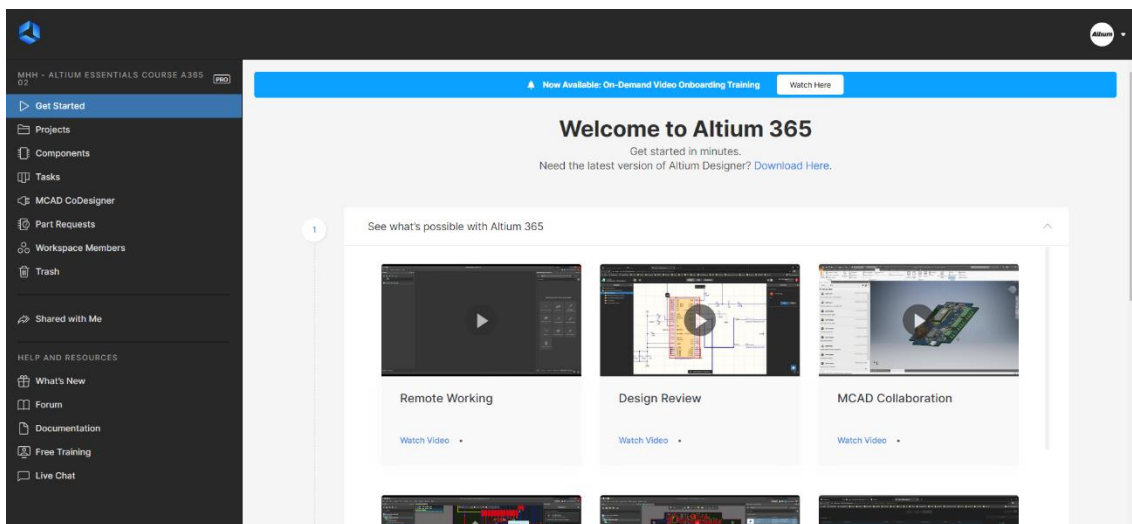 Altium
MHH - ALTIUM ESSENTIALS COURSE A365
02
PRO
Get Started
Projects
Components
Tasks
MCAD CoDesigner
Part Requests
Workspace Members
Trash
Shared with Me
HELP AND RESOURCES
What's New
Forum
Documentation
Free Training
Live Chat
Now Available: On-Demand Video Onboarding Training
Watch Here
Welcome to Altium 365
Get started in minutes.
Need the latest version of Altium Designer? Download Here.
1
See what's possible with Altium 365
Remote Working
Design Review
MCAD Collaboration
Watch Video •
Watch Video •
Watch Video •